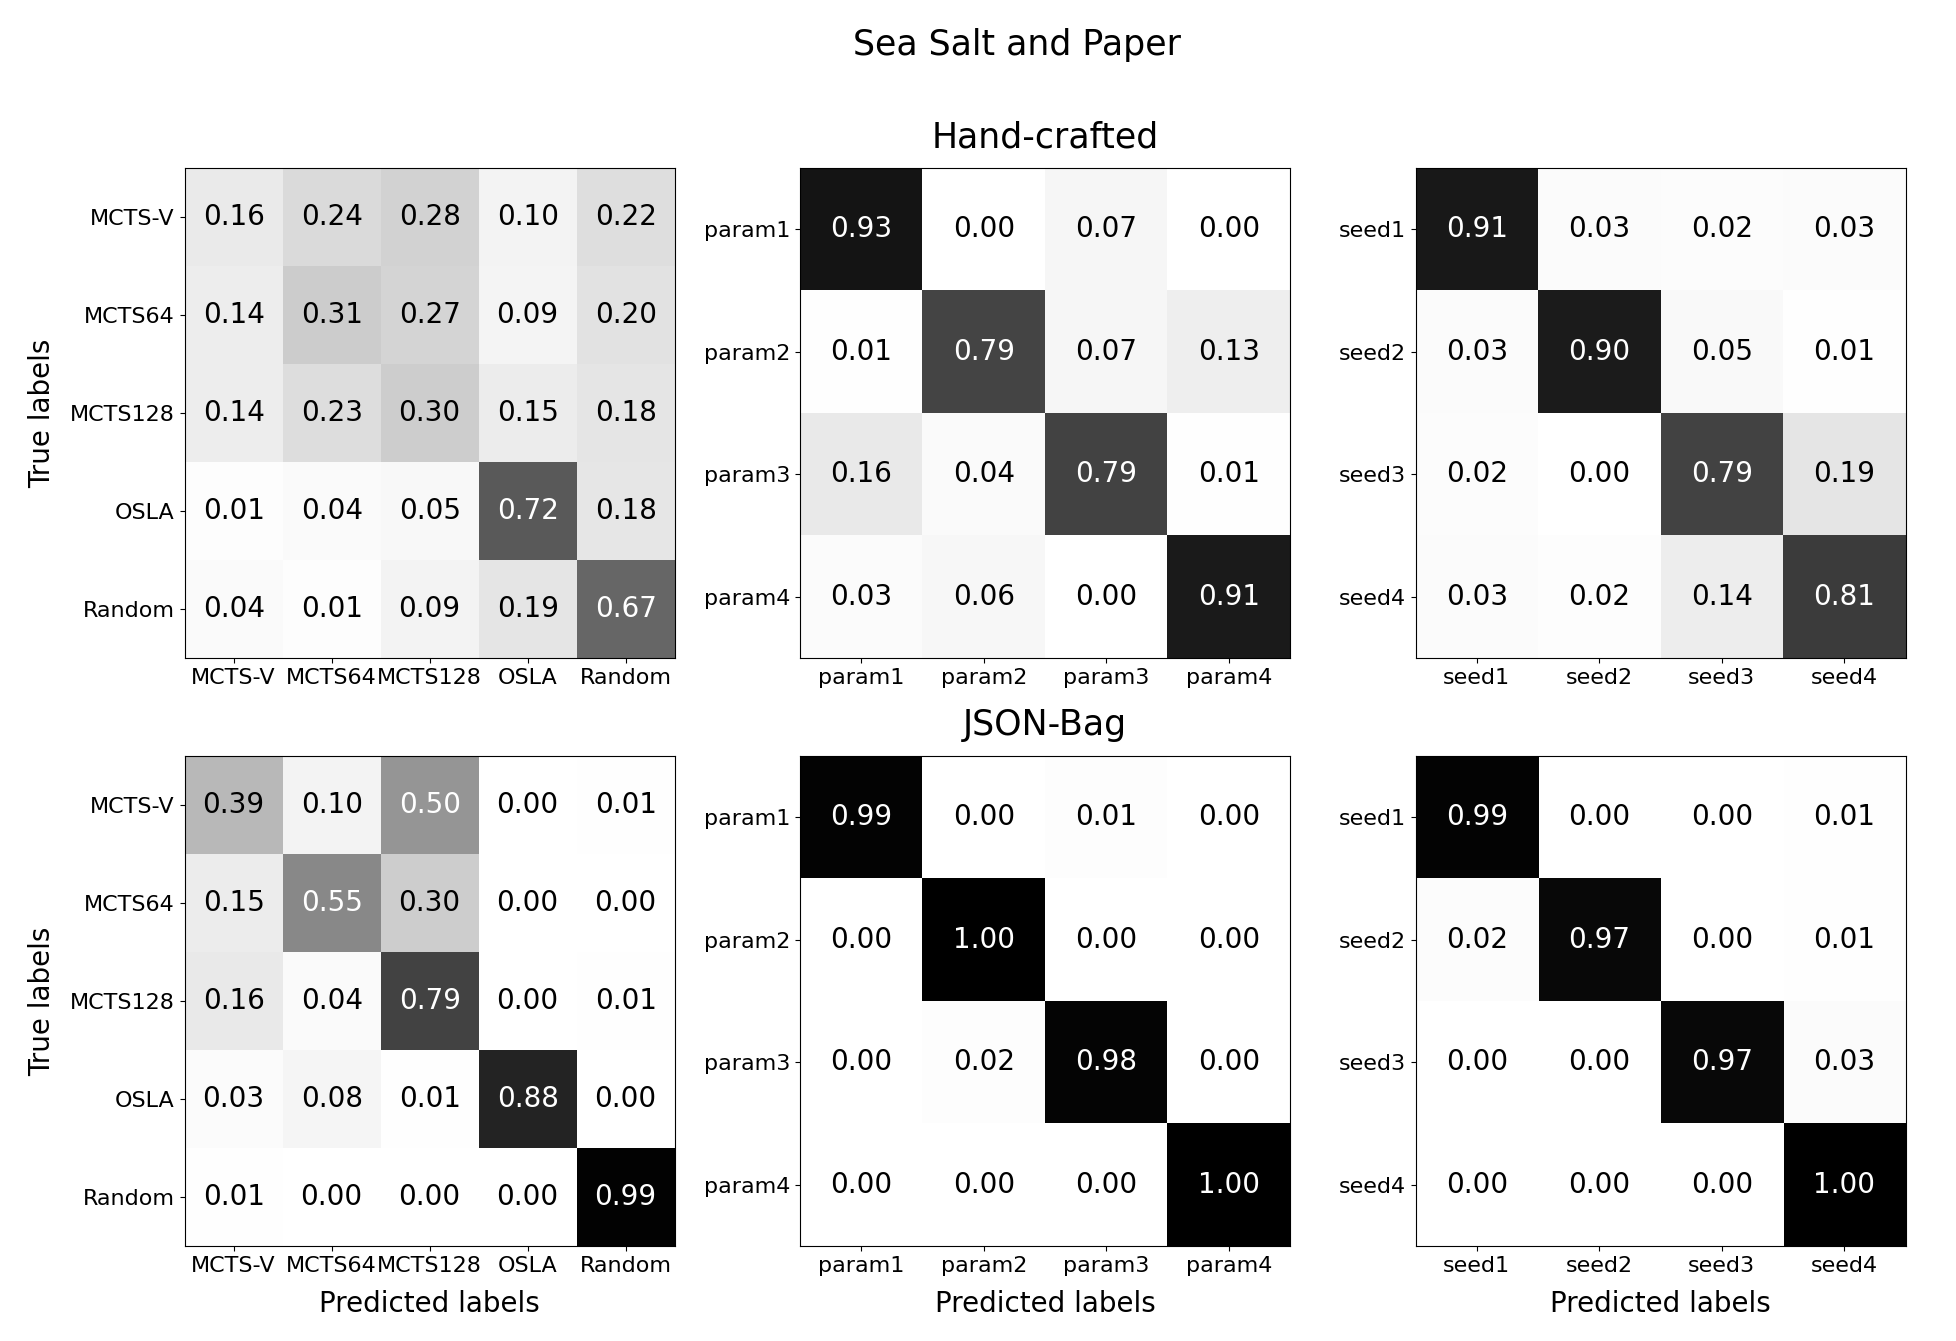 Sea Salt and Paper
Hand-crafted
True labels
MCTS-V 0.16 0.24 0.28 0.10 0.22
MCTS64 0.14 0.31 0.27 0.09 0.20
MCTS128 0.14 0.23 0.30 0.15 0.18
OSLA 0.01 0.04 0.05 0.72 0.18
Random 0.04 0.01 0.09 0.19 0.67
MCTS-V MCTS64 MCTS128 OSLA Random
param1 0.93 0.00 0.07 0.00
param2 0.01 0.79 0.07 0.13
param3 0.16 0.04 0.79 0.01
param4 0.03 0.06 0.00 0.91
param1 param2 param3 param4
seed1 0.91 0.03 0.02 0.03
seed2 0.03 0.90 0.05 0.01
seed3 0.02 0.00 0.79 0.19
seed4 0.03 0.02 0.14 0.81
seed1 seed2 seed3 seed4
JSON-Bag
True labels
MCTS-V 0.39 0.10 0.50 0.00 0.01
MCTS64 0.15 0.55 0.30 0.00 0.00
MCTS128 0.16 0.04 0.79 0.00 0.01
OSLA 0.03 0.08 0.01 0.88 0.00
Random 0.01 0.00 0.00 0.00 0.99
MCTS-V MCTS64 MCTS128 OSLA Random
Predicted labels
param1 0.99 0.00 0.01 0.00
param2 0.00 1.00 0.00 0.00
param3 0.00 0.02 0.98 0.00
param4 0.00 0.00 0.00 1.00
param1 param2 param3 param4
Predicted labels
seed1 0.99 0.00 0.00 0.01
seed2 0.02 0.97 0.00 0.01
seed3 0.00 0.00 0.97 0.03
seed4 0.00 0.00 0.00 1.00
seed1 seed2 seed3 seed4
Predicted labels